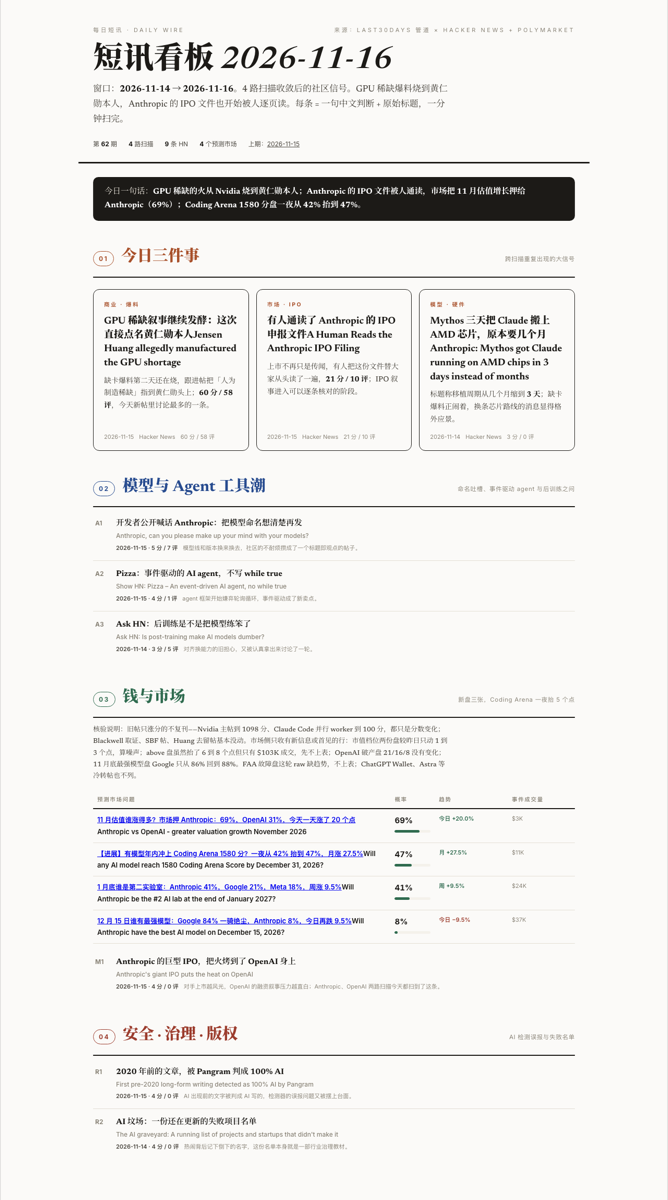 每日短讯 · DAILY WIRE
来源：LAST30DAYS 管道 × HACKER NEWS + POLYMARKET
短讯看板 2026-11-16
窗口：2026-11-14 → 2026-11-16。4 路扫描收敛后的社区信号。GPU 稀缺爆料烧到黄仁
勋本人，Anthropic 的 IPO 文件也开始被人逐页读。每条 = 一句中文判断 + 原始标题，一分
钟扫完。
第 62 期 4 路扫描 9 条 HN 4 个预测市场 上期：2026-11-15
今日一句话：GPU 稀缺的火从 Nvidia 烧到黄仁勋本人；Anthropic 的 IPO 文件被人通读，市场把 11 月估值增长押给
Anthropic（69%）；Coding Arena 1580 分盘一夜从 42% 抬到 47%。
01 今日三件事
跨扫描重复出现的大信号
商业 · 爆料
GPU 稀缺叙事继续发酵：这次
直接点名黄仁勋本人Jensen
Huang allegedly manufactured
the GPU shortage
缺卡爆料第二天还在烧，跟进帖把「人为
制造稀缺」指到黄仁勋头上；60 分 / 58
评，今天新帖里讨论最多的一条。
2026-11-15 Hacker News 60 分 / 58 评
市场 · IPO
有人通读了 Anthropic 的 IPO
申报文件A Human Reads the
Anthropic IPO Filing
上市不再只是传闻，有人把这份文件替大
家从头读了一遍，21 分 / 10 评；IPO 叙
事进入可以逐条核对的阶段。
2026-11-15 Hacker News 21 分 / 10 评
模型 · 硬件
Mythos 三天把 Claude 搬上
AMD 芯片，原本要几个月
Anthropic: Mythos got Claude
running on AMD chips in 3
days instead of months
标题称移植周期从几个月缩到 3 天；缺卡
爆料正闹着，换条芯片路线的消息显得格
外应景。
2026-11-14 Hacker News 3 分 / 0 评
02 模型与 Agent 工具潮
命名吐槽、事件驱动 agent 与后训练之问
A1 开发者公开喊话 Anthropic：把模型命名想清楚再发
Anthropic, can you please make up your mind with your models?
2026-11-15 · 5 分 / 7 评 模型线和版本换来换去，社区的不耐烦攒成了一个标题即观点的帖子。
A2 Pizza：事件驱动的 AI agent，不写 while true
Show HN: Pizza – An event-driven AI agent, no while true
2026-11-15 · 4 分 / 1 评 agent 框架开始嫌弃轮询循环，事件驱动成了新卖点。
A3 Ask HN：后训练是不是把模型练笨了
Ask HN: Is post-training make AI models dumber?
2026-11-14 · 3 分 / 5 评 对齐换能力的旧担心，又被认真拿出来讨论了一轮。
03 钱与市场
新盘三张，Coding Arena 一夜抬 5 个点
核验说明：旧帖只涨分的不复刊——Nvidia 主帖到 1098 分、Claude Code 并行 worker 到 100 分，都只是分数变化；
Blackwell 取证、SBF 帖、Huang 去留帖基本没动。市场侧只收有新信息或首见的行：市值档位两份盘较昨日只动 1 到
3 个点，算噪声；above 盘虽然抬了 6 到 8 个点但只有 $103K 成交，先不上表；OpenAI 破产盘 21/16/8 没有变化；
11 月底最强模型盘 Google 只从 86% 回到 88%。FAA 故障盘这轮 raw 缺趋势，不上表；ChatGPT Wallet、Astra 等
冷转帖也不列。
预测市场问题 概率 趋势 事件成交量
11 月估值谁涨得多？市场押 Anthropic：69%，OpenAI 31%，今天一天涨了 20 个点
Anthropic vs OpenAI - greater valuation growth November 2026
69% 今日 +20.0% $3K
【进展】有模型年内冲上 Coding Arena 1580 分？一夜从 42% 抬到 47%，月涨 27.5%Will
any AI model reach 1580 Coding Arena Score by December 31, 2026?
47% 月 +27.5% $11K
1 月底谁是第二实验室：Anthropic 41%，Google 21%，Meta 18%，周涨 9.5%Will
Anthropic be the #2 AI lab at the end of January 2027?
41% 周 +9.5% $24K
12 月 15 日谁有最强模型：Google 84% 一骑绝尘，Anthropic 8%，今日再跌 9.5%Will
Anthropic have the best AI model on December 15, 2026?
8% 今日 −9.5% $37K
M1 Anthropic 的巨型 IPO，把火烤到了 OpenAI 身上
Anthropic's giant IPO puts the heat on OpenAI
2026-11-15 · 4 分 / 0 评 对手上市越风光，OpenAI 的融资叙事压力越直白；Anthropic、OpenAI 两路扫描今天都扫到了这条。
04 安全 · 治理 · 版权
AI 检测误报与失败名单
R1 2020 年前的文章，被 Pangram 判成 100% AI
First pre-2020 long-form writing detected as 100% AI by Pangram
2026-11-15 · 4 分 / 0 评 AI 出现前的文字被判成 AI 写的，检测器的误报问题又被摆上台面。
R2 AI 坟场：一份还在更新的失败项目名单
The AI graveyard: A running list of projects and startups that didn't make it
2026-11-14 · 4 分 / 0 评 热闹背后记下倒下的名字，这份名单本身就是一部行业治理教材。